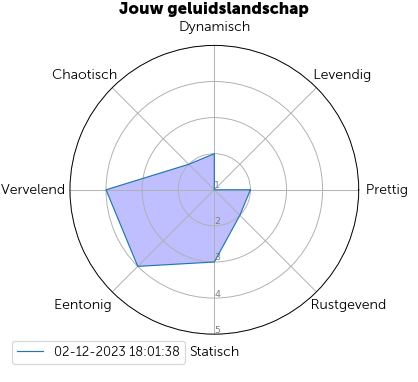 Jouw geluidslandschap
Dynamisch
Chaotisch
Levendig
Vervelend
1
Prettig
2
3
4
Eentonig
Rustgevend
5
02-12-2023 18:01:38
Statisch